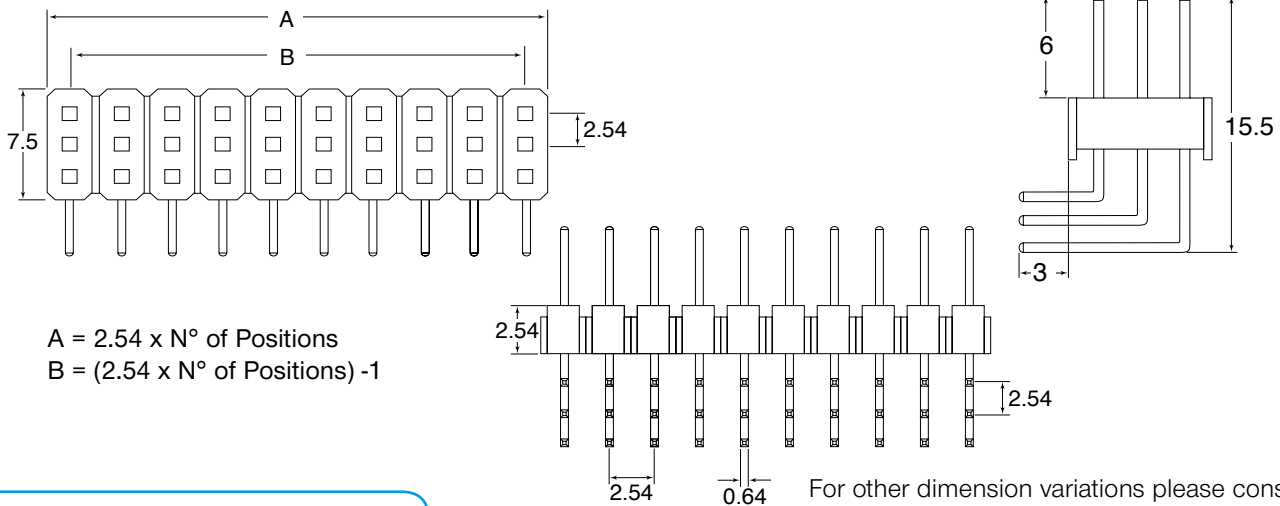 A
B
7.5
2.54
6
15.5
3
A = 2.54 x N° of Positions
B = (2.54 x N° of Positions) -1
2.54
2.54
2.54
0.64
For other dimension variations please